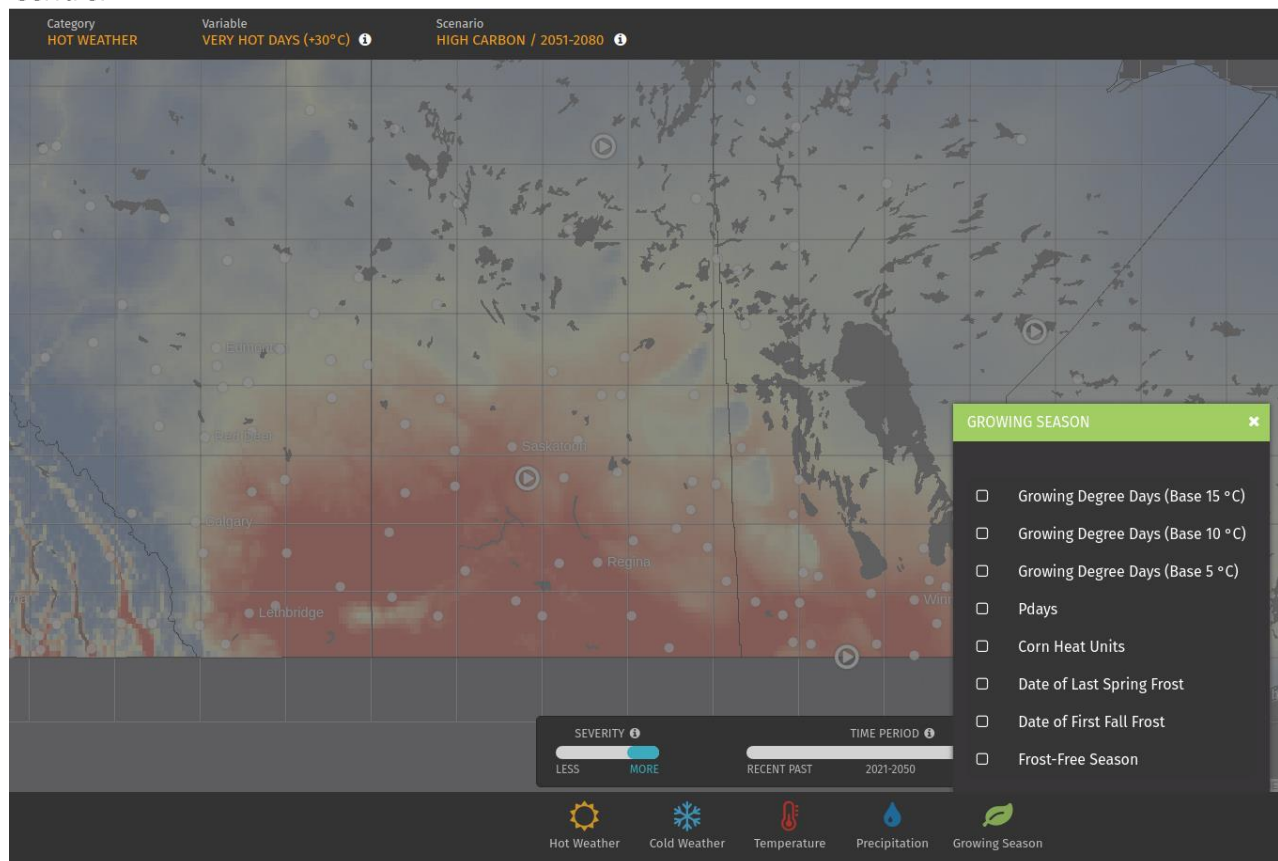 Category
HOT WEATHER
Variable
VERY HOT DAYS (+30°C)
Scenario
HIGH CARBON / 2051-2080
Edmonton
Red Deer
Saskatoon
Calgary
Regina
Lethbridge
GROWING SEASON
Growing Degree Days (Base 15 °C)
Growing Degree Days (Base 10 °C)
Growing Degree Days (Base 5 °C)
Pdays
Corn Heat Units
Date of Last Spring Frost
Date of First Fall Frost
Frost-Free Season
SEVERITY
LESS MORE
TIME PERIOD
RECENT PAST 2021-2050
Hot Weather Cold Weather Temperature Precipitation Growing Season